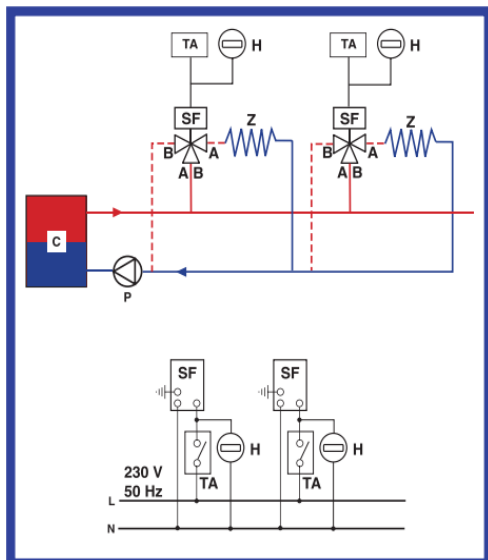 TA H TA H
SF SF
B A Z B A Z
A B A B
C
P
SF SF
H H
TA TA
230 V
50 Hz
L
N